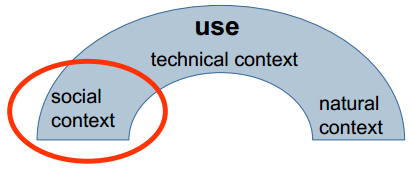 use
technical context
social
context
natural
context